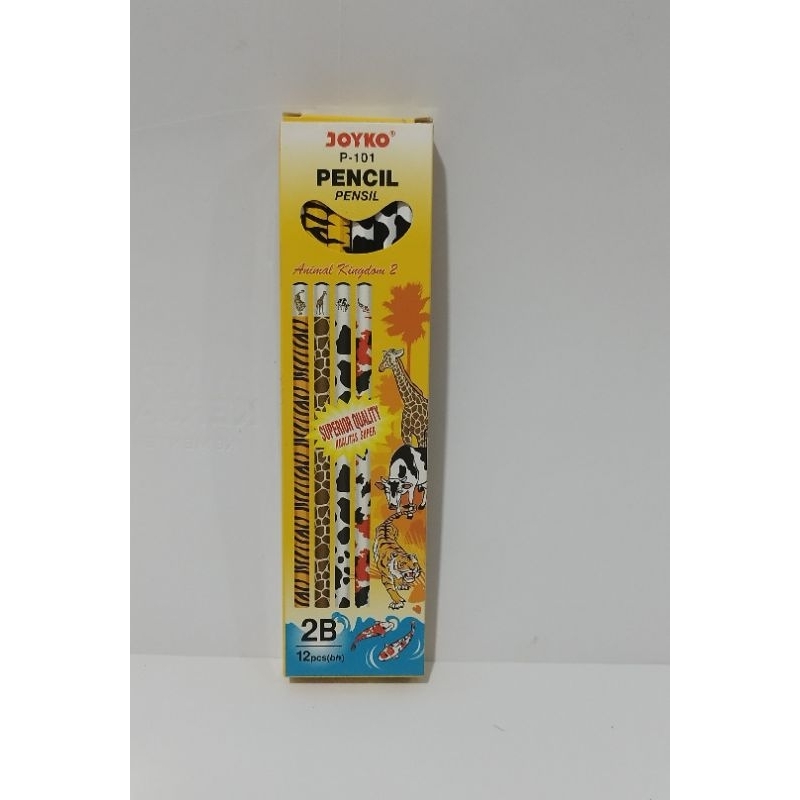 JOYKO®
P-101
PENCIL
PENSIL
Animal Kingdom 2
SUPERIOR QUALITY
KUALITAS SUPER
2B
12pcs(bh)